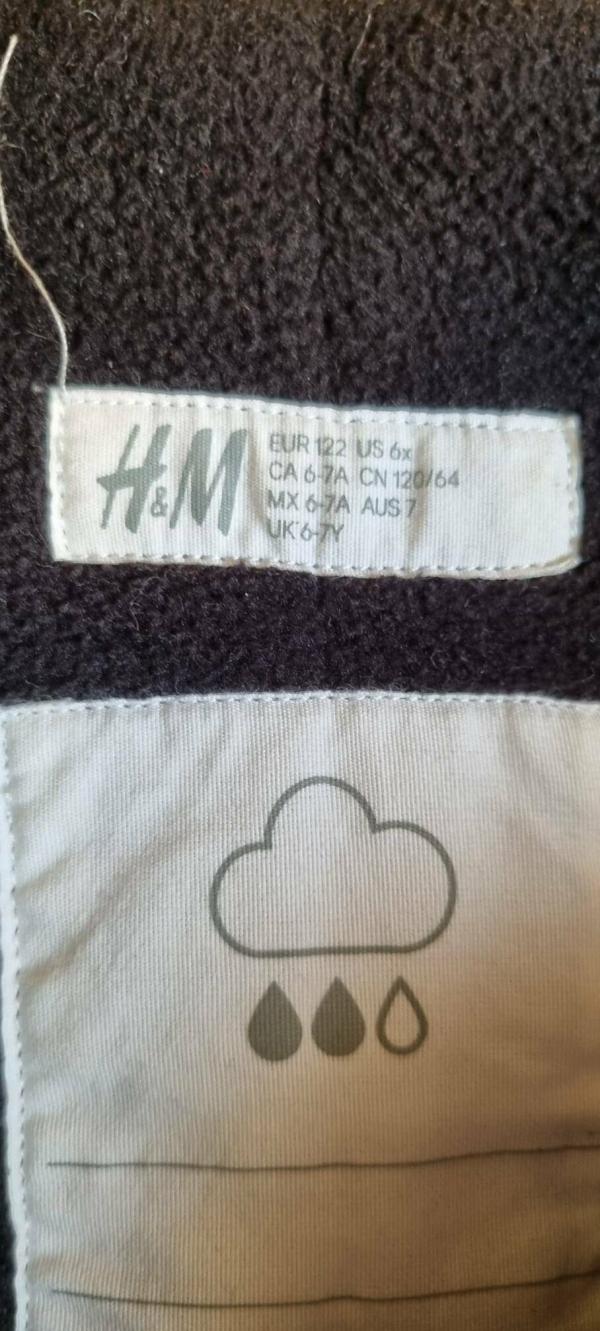 H&M
EUR 122 US 6x
CA 6-7A CN 120/64
MX 6-7A AUS 7
UK 6-7Y